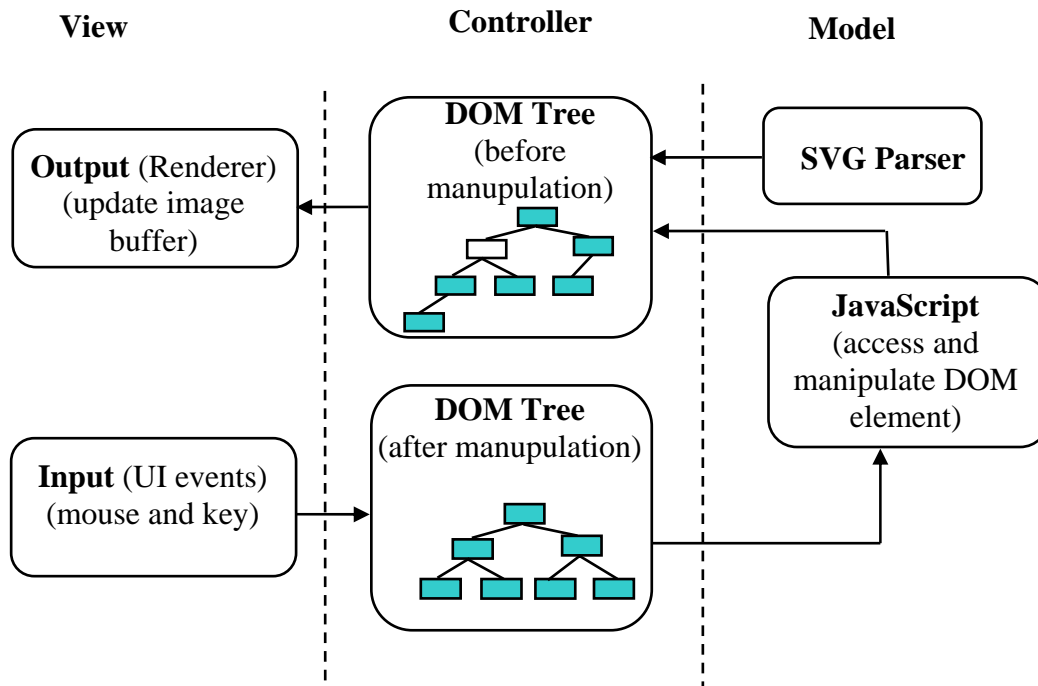 View
Controller
Model
DOM Tree
(before
manupulation)
Output (Renderer)
(update image
buffer)
SVG Parser
JavaScript
(access and
manipulate DOM
element)
DOM Tree
(after manupulation)
Input (UI events)
(mouse and key)